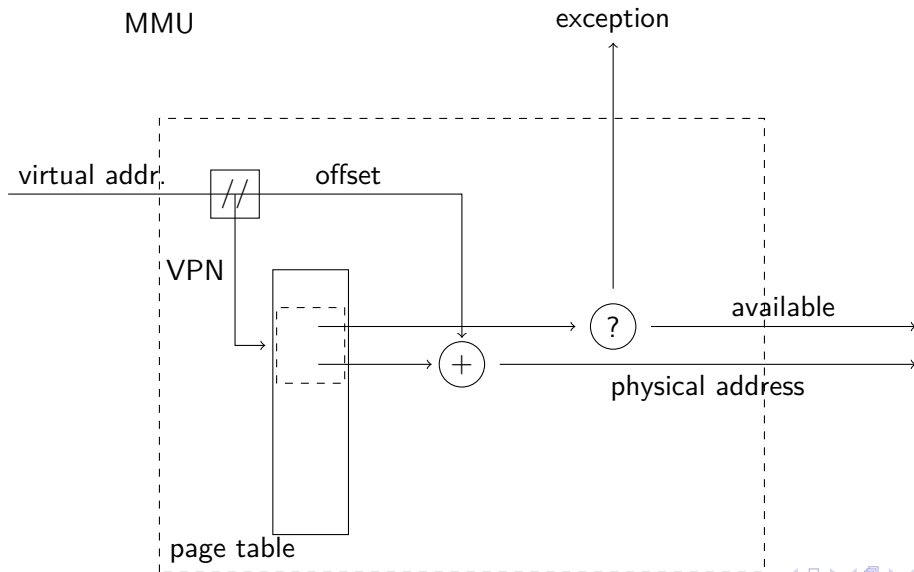 MMU
exception
virtual addr.
//
offset
VPN
?
available
+
physical address
page table